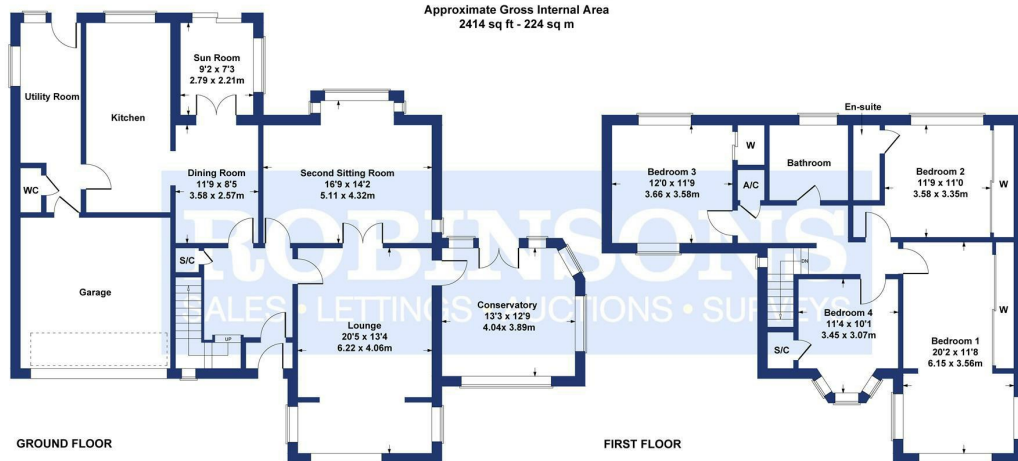 Approximate Gross Internal Area
2414 sq ft - 224 sq m
Sun Room
9'2 x 7'3
2.79 x 2.21m
Utility Room
Kitchen
WC
Dining Room
11'9 x 8'5
3.58 x 2.57m
Second Sitting Room
16'9 x 14'2
5.11 x 4.32m
S/C
Garage
UP
Lounge
20'5 x 13'4
6.22 x 4.06m
Conservatory
13'3 x 12'9
4.04 x 3.89m
GROUND FLOOR
En-suite
Bedroom 3
12'0 x 11'9
3.66 x 3.58m
W
A/C
Bathroom
Bedroom 2
11'9 x 11'0
3.58 x 3.35m
W
DN
Bedroom 4
11'4 x 10'1
3.45 x 3.07m
S/C
W
Bedroom 1
20'2 x 11'8
6.15 x 3.56m
FIRST FLOOR
ROBINSONS
SALES • LETTINGS • AUCTIONS • SURVEYS